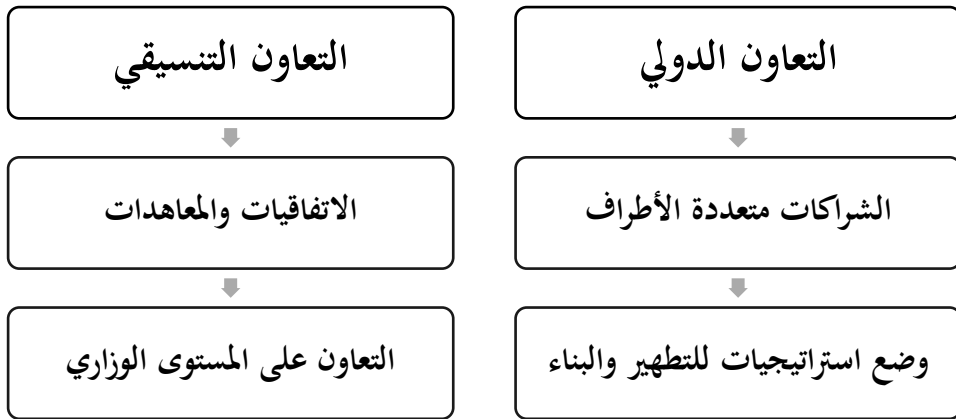 التعاون الدولي
الشراكات متعددة الأطراف
وضع استراتيجيات للتطهير والبناء
التعاون التنسيقي
الاتفاقيات والمعاهدات
التعاون على المستوى الوزاري